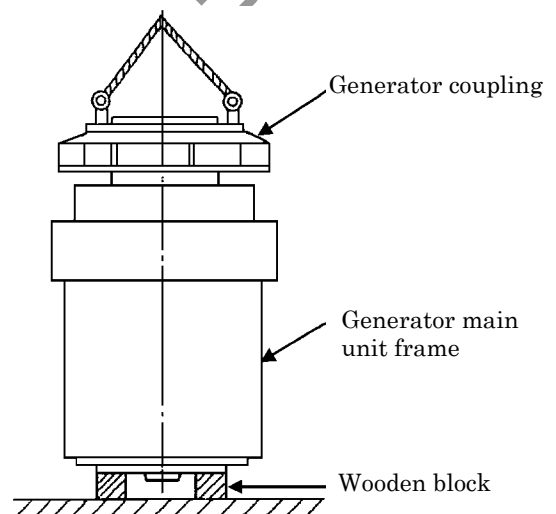 Generator coupling
Generator main
unit frame
Wooden block